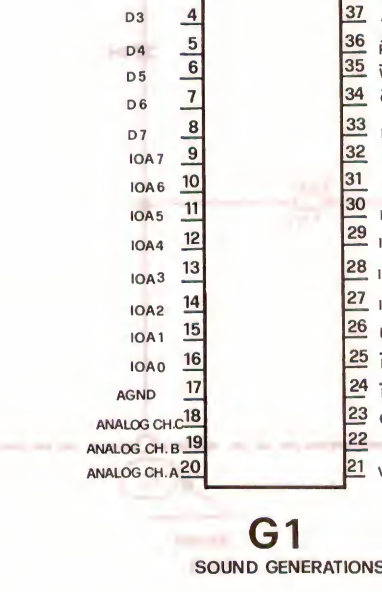 37
D3 4
36
D4 5
D5 6 35
D6 7 34
D7 8 33
IOA7 9 32
IOA6 10 31
IOA5 11 30
IOA4 12 29
IOA3 13 28
IOA2 14 27
IOA1 15 26
IOA0 16 25
AGND 17 24
ANALOG CH.C 18 23
ANALOG CH.B 19 22
ANALOG CH.A 20 21
G1
SOUND GENERATIONS